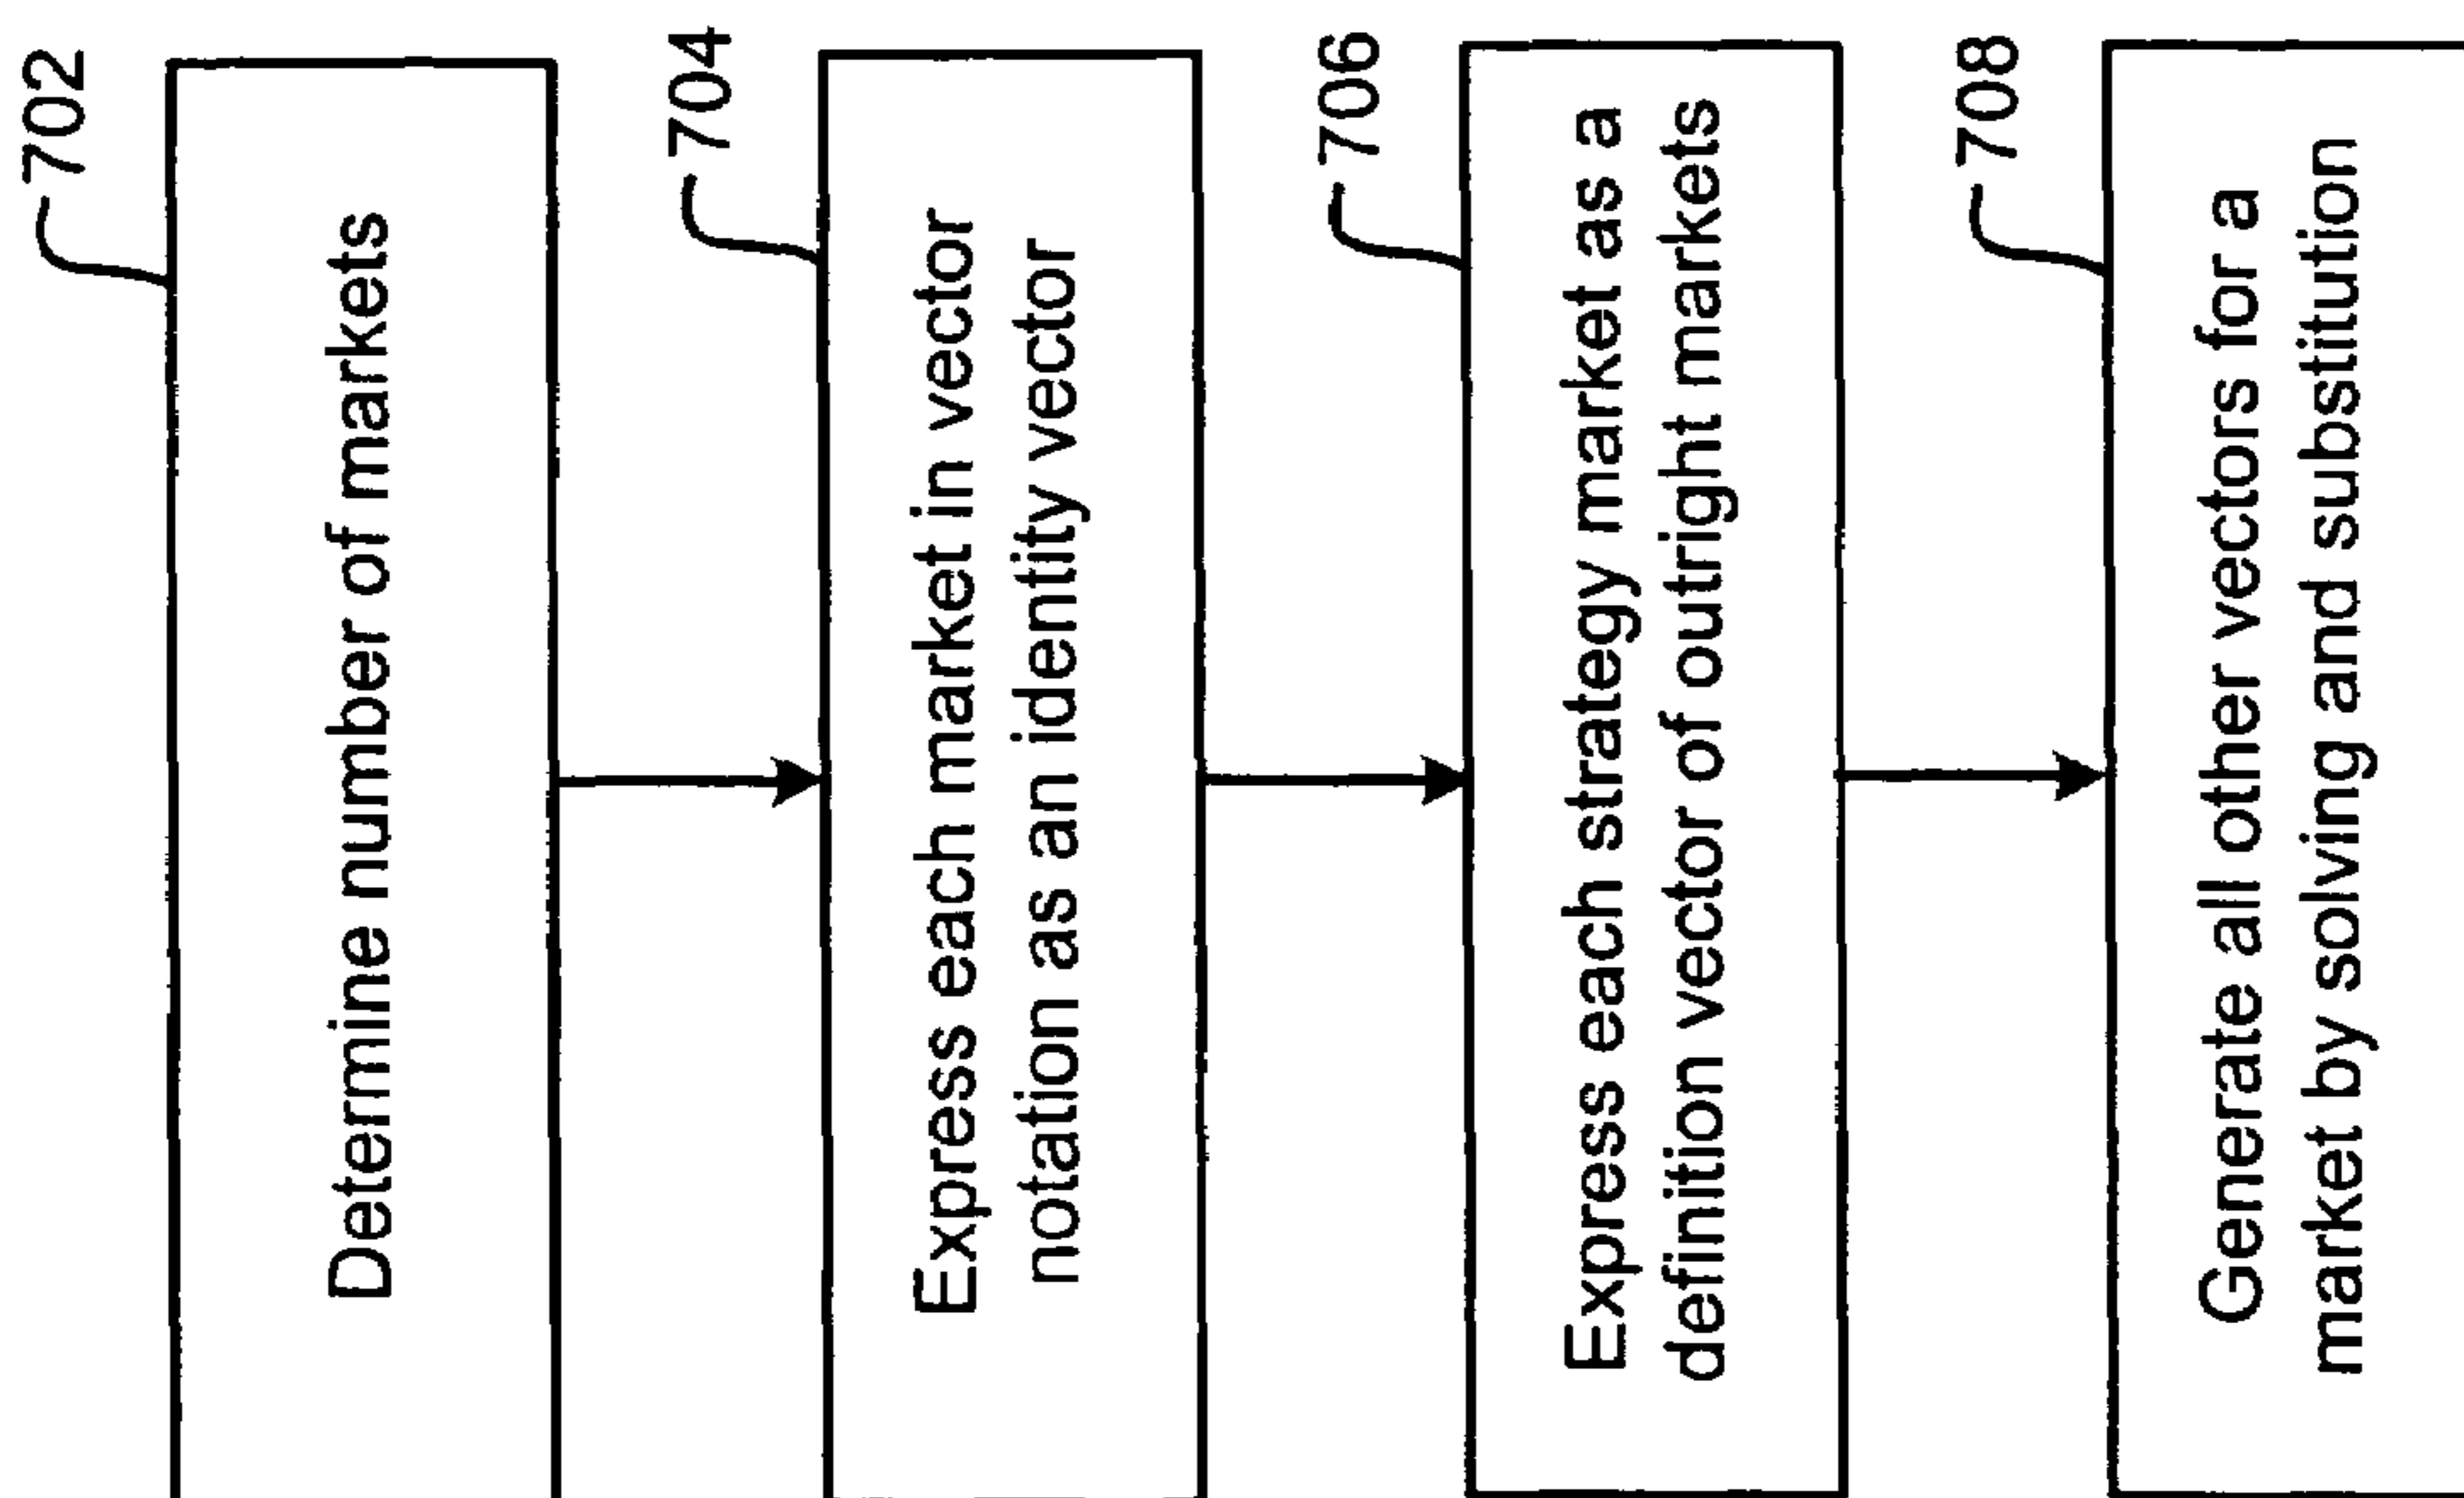 702
Determine number of markets
704
Express each market in vector
notation as an identity vector
706
Express each strategy market as a
definition vector of outright markets
708
Generate all other vectors for a
market by solving and substitution